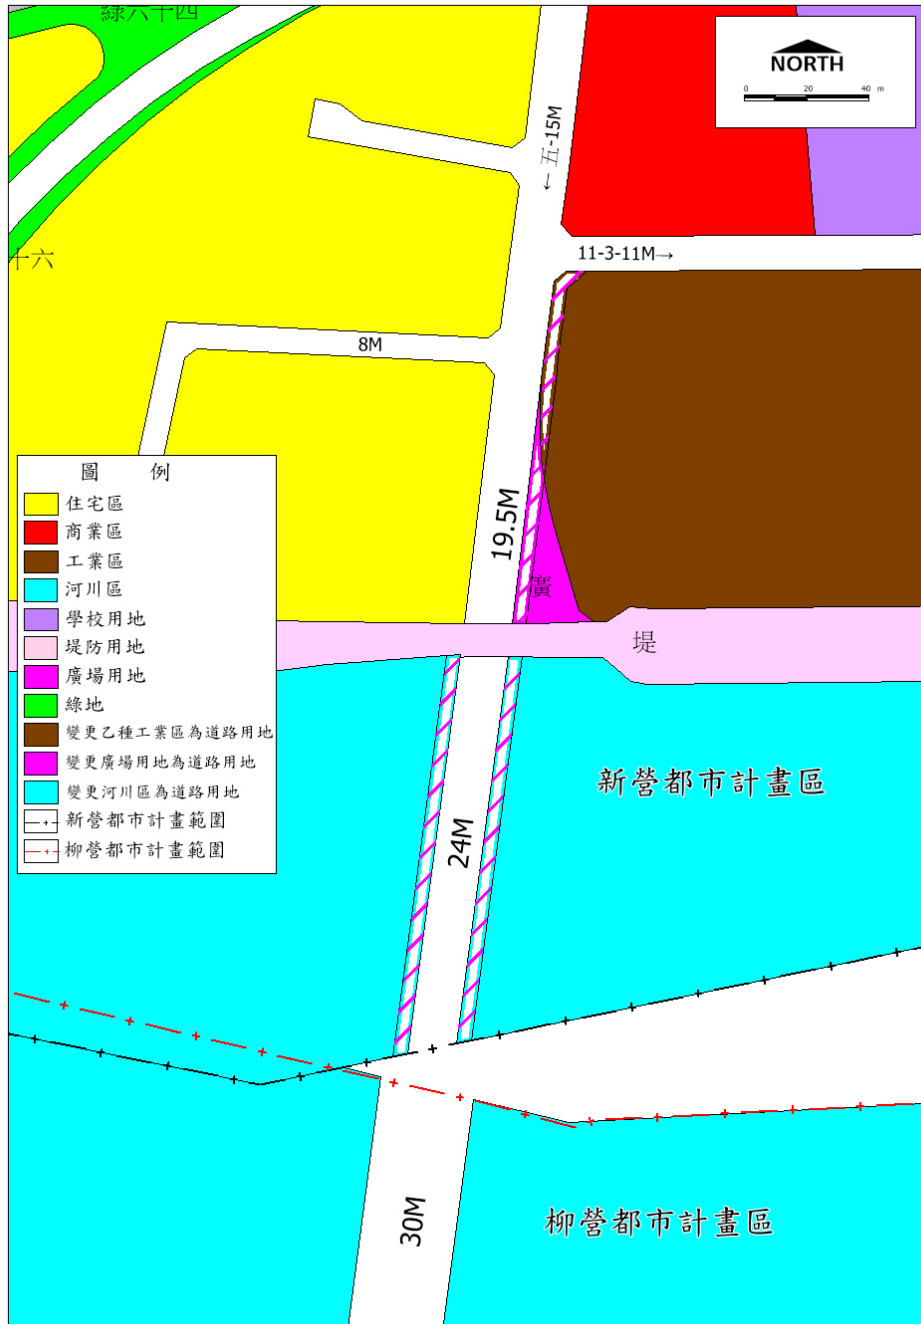 綠六十四
NORTH
0 20 40 m
←五-15M
十六
11-3-11M→
8M
圖 例
住宅區
商業區
工業區
河川區
學校用地
堤防用地
廣場用地
綠地
變更乙種工業區為道路用地
變更廣場用地為道路用地
變更河川區為道路用地
新營都市計畫範圍
柳營都市計畫範圍
19.5M
廣
堤
新營都市計畫區
24M
柳營都市計畫區
30M